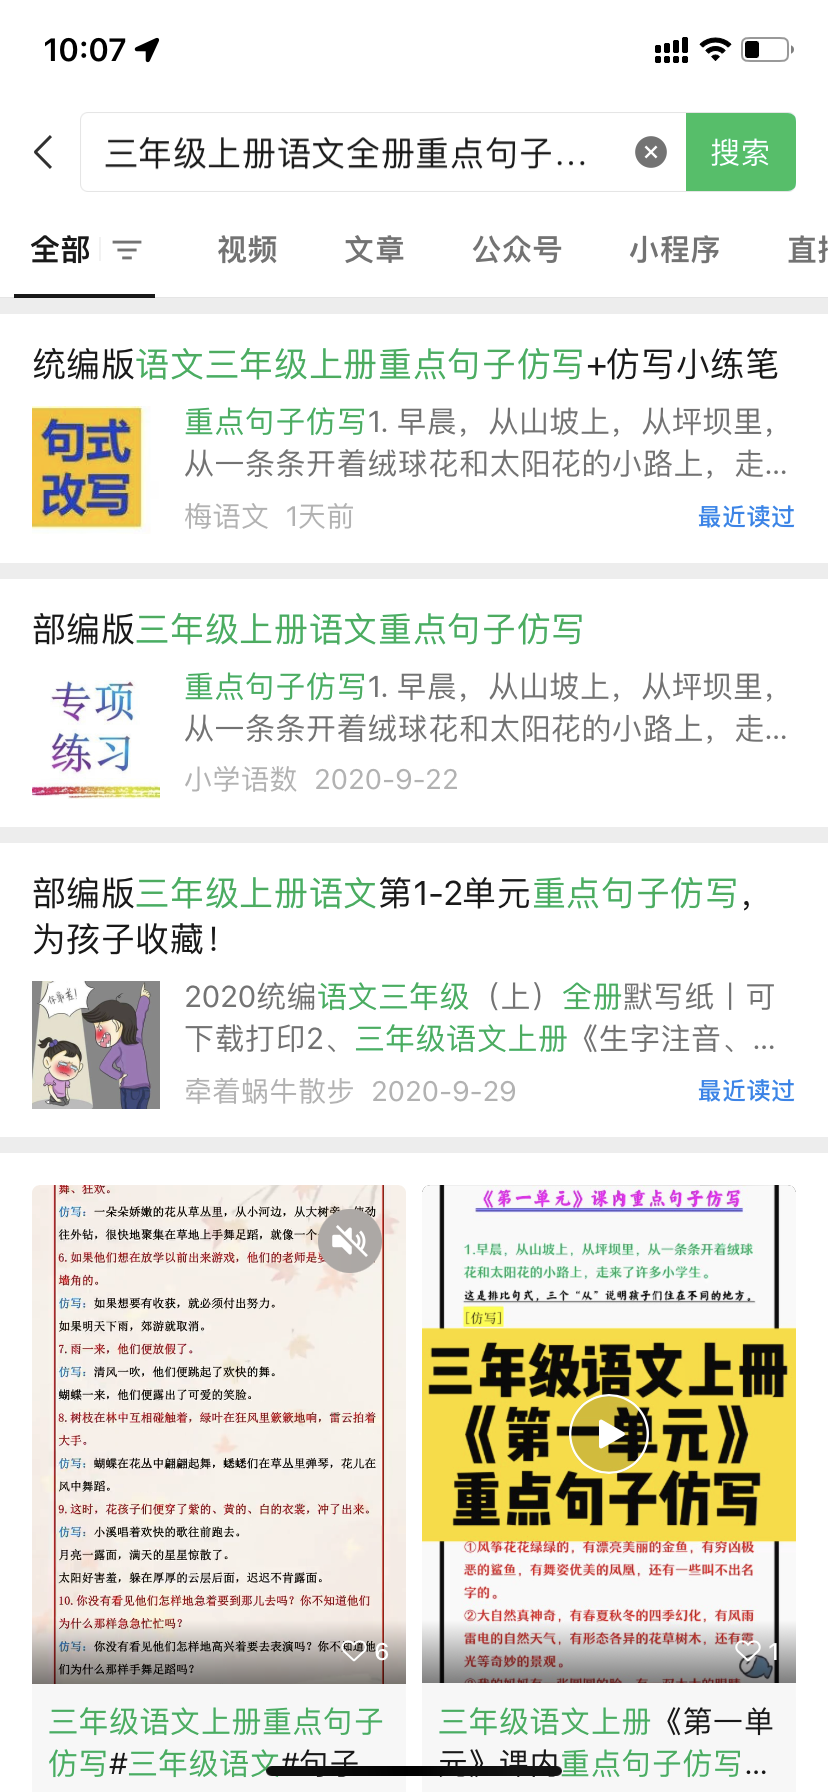 10:07
三年级上册语文全册重点句子...
搜索
全部
视频
文章
公众号
小程序
统编版语文三年级上册重点句子仿写+仿写小练笔
句式
改写
重点句子仿写1. 早晨，从山坡上，从坪坝里，
从一条条开着绒球花和太阳花的小路上，走...
梅语文 1天前
最近读过
部编版三年级上册语文重点句子仿写
专项
练习
重点句子仿写1. 早晨，从山坡上，从坪坝里，
从一条条开着绒球花和太阳花的小路上，走...
小学语数 2020-9-22
部编版三年级上册语文第1-2单元重点句子仿写，
为孩子收藏！
2020统编语文三年级（上）全册默写纸丨可
下载打印2、三年级语文上册《生字注音、...
牵着蜗牛散步 2020-9-29
最近读过
舞、狂欢。
仿写：一朵朵娇嫩的花从草丛里，从小河边，从大树旁，使劲
往外钻，很快地聚集在草地上手舞足蹈，就像一个
6.如果他们想在放学以前出来游戏，他们的老师是要
墙角的。
仿写：如果想要有收获，就必须付出努力。
如果明天下雨，郊游就取消。
7.雨一来，他们便放假了。
仿写：清风一吹，他们便跳起了欢快的舞。
蝴蝶一来，他们便露出了可爱的笑脸。
8.树枝在林中互相碰触着，绿叶在狂风里簌簌地响，雷云拍着
大手。
仿写：蝴蝶在花丛中翩翩起舞，蟋蟀们在草丛里弹琴，花儿在
风中舞蹈。
9.这时，花孩子们便穿了紫的、黄的、白的衣裳，冲了出来。
仿写：小溪唱着欢快的歌往前跑去。
月亮一露面，满天的星星惊散了。
太阳好害羞，躲在厚厚的云层后面，迟迟不肯露面。
10.你没有看见他们怎样地急着要到那儿去吗？你不知道他们
为什么那样急急忙忙吗？
仿写：你没有看见他们怎样地高兴着要去表演吗？你不知道他
们为什么那样手舞足蹈吗？
6
三年级语文上册重点句子
仿写#三年级语文#句子
《第一单元》课内重点句子仿写
1.早晨，从山坡上，从坪坝里，从一条条开着绒球
花和太阳花的小路上，走来了许多小学生。
这是排比句式，三个“从”说明孩子们住在不同的地方。
[仿写]
三年级语文上册
《第一单元》
重点句子仿写
①风筝花花绿绿的，有漂亮美丽的金鱼，有穷凶极
恶的鲨鱼，有舞姿优美的凤凰，还有一些叫不出名
字的。
②大自然真神奇，有春夏秋冬的四季幻化，有风雨
雷电的自然天气，有形态各异的花草树木，还有霞
光等奇妙的景观。
1
三年级语文上册《第一单
元》课内重点句子仿写...